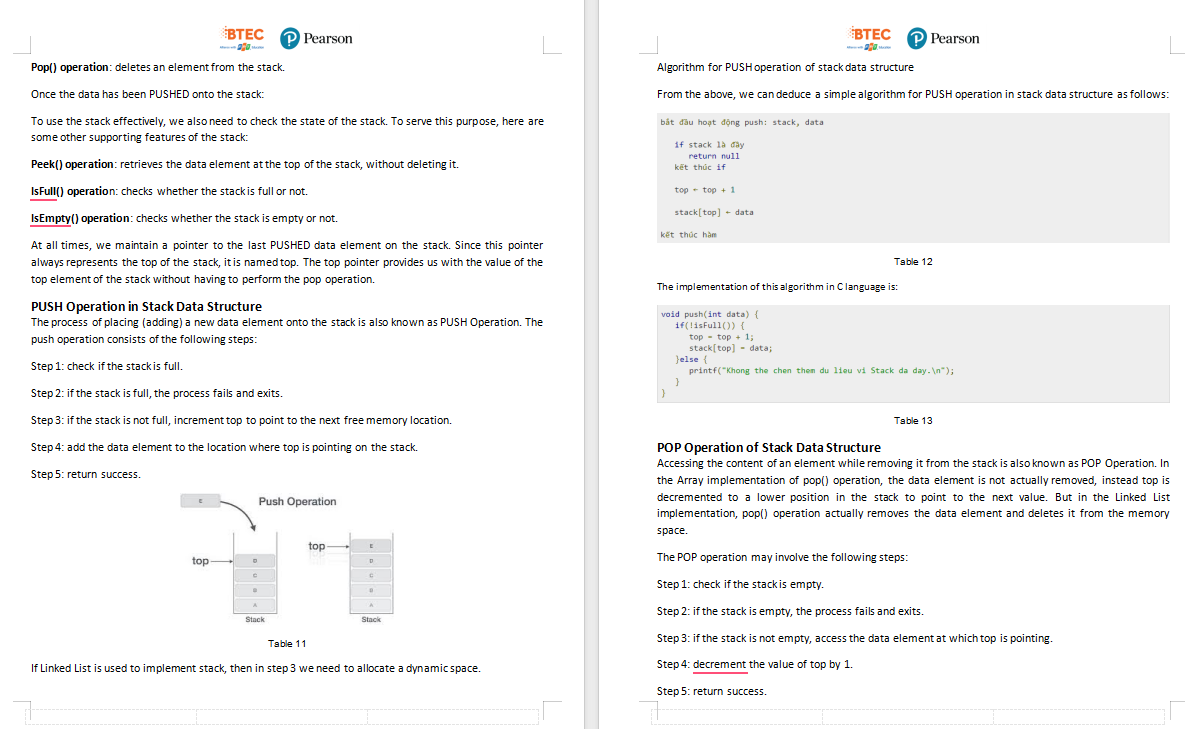 BTEC Pearson
Pop() operation: deletes an element from the stack.
Once the data has been PUSHED onto the stack:
To use the stack effectively, we also need to check the state of the stack. To serve this purpose, here are
some other supporting features of the stack:
Peek() operation: retrieves the data element at the top of the stack, without deleting it.
IsFull() operation: checks whether the stack is full or not.
IsEmpty() operation: checks whether the stack is empty or not.
At all times, we maintain a pointer to the last PUSHED data element on the stack. Since this pointer
always represents the top of the stack, it is named top. The top pointer provides us with the value of the
top element of the stack without having to perform the pop operation.
PUSH Operation in Stack Data Structure
The process of placing (adding) a new data element onto the stack is also known as PUSH Operation. The
push operation consists of the following steps:
Step 1: check if the stack is full.
Step 2: if the stack is full, the process fails and exits.
Step 3: if the stack is not full, increment top to point to the next free memory location.
Step 4: add the data element to the location where top is pointing on the stack.
Step 5: return success.
E
Push Operation
top
D
C
B
A
Stack
top
E
D
C
B
A
Stack
Table 11
If Linked List is used to implement stack, then in step 3 we need to allocate a dynamic space.
BTEC Pearson
Algorithm for PUSH operation of stack data structure
From the above, we can deduce a simple algorithm for PUSH operation in stack data structure as follows:
bắt đầu hoạt động push: stack, data
if stack là đầy
return null
kết thúc if
top ← top + 1
stack[top] ← data
kết thúc hàm
Table 12
The implementation of this algorithm in C language is:
void push(int data) {
if(!isFull()) {
top = top + 1;
stack[top] = data;
}else {
printf("Khong the chen them du lieu vi Stack da day.\n");
}
}
Table 13
POP Operation of Stack Data Structure
Accessing the content of an element while removing it from the stack is also known as POP Operation. In
the Array implementation of pop() operation, the data element is not actually removed, instead top is
decremented to a lower position in the stack to point to the next value. But in the Linked List
implementation, pop() operation actually removes the data element and deletes it from the memory
space.
The POP operation may involve the following steps:
Step 1: check if the stack is empty.
Step 2: if the stack is empty, the process fails and exits.
Step 3: if the stack is not empty, access the data element at which top is pointing.
Step 4: decrement the value of top by 1.
Step 5: return success.